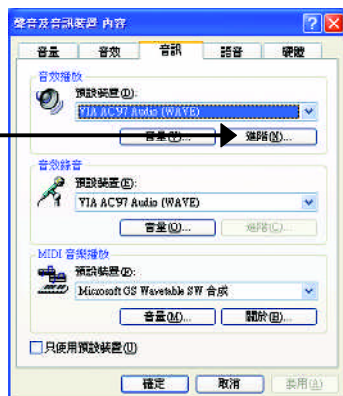 聲音及音訊裝置 內容
音量 音效 音訊 語音 硬體
音效播放
預設裝置(D):
VIA AC97 Audio (WAVE)
音量(V)... 進階(N)...
音效錄音
預設裝置(E):
VIA AC97 Audio (WAVE)
音量(O)... 進階(C)...
MIDI 音樂播放
預設裝置(F):
Microsoft GS Wavetable SW 合成
音量(M)... 關於(B)...
只使用預設裝置(U)
確定 取消 套用(A)